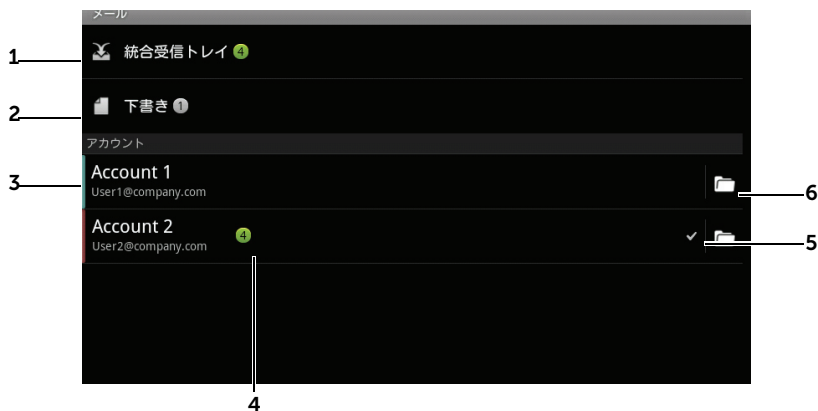 メール
1
統合受信トレイ 4
2
下書き 1
アカウント
3
Account 1
User1@company.com
6
Account 2
User2@company.com
4
5
4